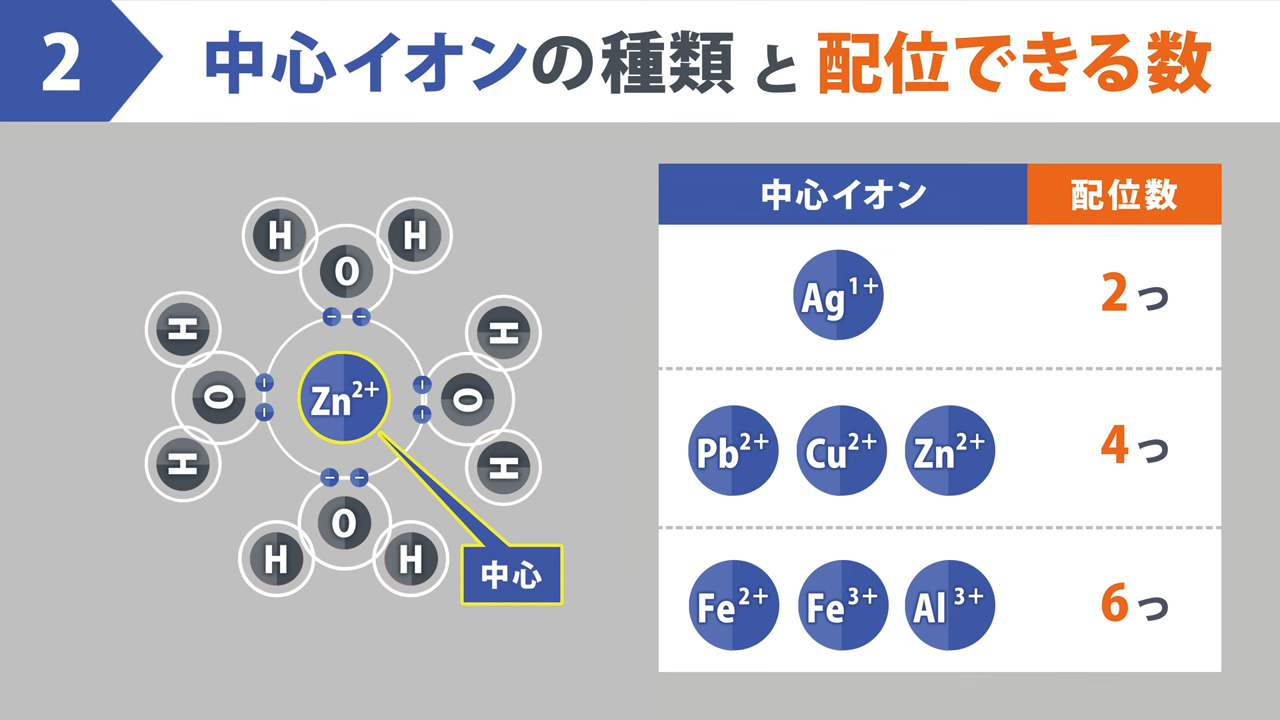 2 中心イオンの種類 と 配位できる数
H H
O
H H
O Zn2+ O
H H
O
H H
中心
中心イオン 配位数
Ag1+ 2つ
Pb2+ Cu2+ Zn2+ 4つ
Fe2+ Fe3+ Al3+ 6つ